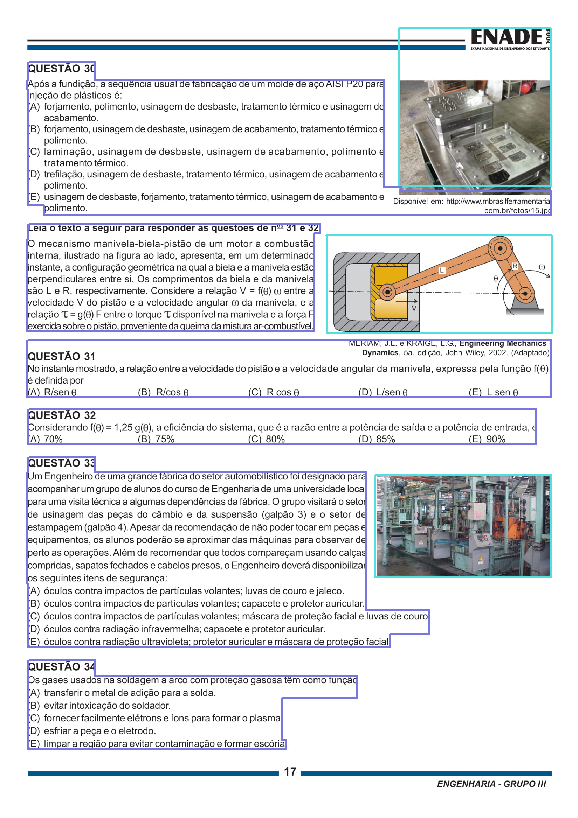 ENADE 2008
EXAME NACIONAL DE DESEMPENHO DOS ESTUDANTES
QUESTÃO 30
Após a fundição, a seqüência usual de fabricação de um molde de aço AISI P20 para
injeção de plásticos é:
(A) forjamento, polimento, usinagem de desbaste, tratamento térmico e usinagem de
acabamento.
(B) forjamento, usinagem de desbaste, usinagem de acabamento, tratamento térmico e
polimento.
(C) laminação, usinagem de desbaste, usinagem de acabamento, polimento e
tratamento térmico.
(D) trefilação, usinagem de desbaste, tratamento térmico, usinagem de acabamento e
polimento.
(E) usinagem de desbaste, forjamento, tratamento térmico, usinagem de acabamento e
polimento.
Disponível em: http://www.mbrasilferramentaria.
com.br/fotos/15.jpg
Leia o texto a seguir para responder às questões de nos 31 e 32.
O mecanismo manivela-biela-pistão de um motor a combustão
interna, ilustrado na figura ao lado, apresenta, em um determinado
instante, a configuração geométrica na qual a biela e a manivela estão
perpendiculares entre si. Os comprimentos da biela e da manivela
são L e R, respectivamente. Considere a relação V = f(θ) ω entre a
velocidade V do pistão e a velocidade angular ω da manivela, e a
relação T = g(θ) F entre o torque T disponível na manivela e a força F
exercida sobre o pistão, proveniente da queima da mistura ar-combustível.
L
R
ω
θ
V
MERIAM, J.L. e KRAIGE, L.G., Engineering Mechanics
Dynamics, 5a. edição, John Wiley, 2002. (Adaptado)
QUESTÃO 31
No instante mostrado, a relação entre a velocidade do pistão e a velocidade angular da manivela, expressa pela função f(θ),
é definida por
(A) R/sen θ (B) R/cos θ (C) R cos θ (D) L/sen θ (E) L sen θ
QUESTÃO 32
Considerando f(θ) = 1,25 g(θ), a eficiência do sistema, que é a razão entre a potência de saída e a potência de entrada, é
(A) 70% (B) 75% (C) 80% (D) 85% (E) 90%
QUESTÃO 33
Um Engenheiro de uma grande fábrica do setor automobilístico foi designado para
acompanhar um grupo de alunos do curso de Engenharia de uma universidade local
para uma visita técnica a algumas dependências da fábrica. O grupo visitará o setor
de usinagem das peças do câmbio e da suspensão (galpão 3) e o setor de
estampagem (galpão 4). Apesar da recomendação de não poder tocar em peças e
equipamentos, os alunos poderão se aproximar das máquinas para observar de
perto as operações. Além de recomendar que todos compareçam usando calças
compridas, sapatos fechados e cabelos presos, o Engenheiro deverá disponibilizar
os seguintes itens de segurança:
(A) óculos contra impactos de partículas volantes; luvas de couro e jaleco.
(B) óculos contra impactos de partículas volantes; capacete e protetor auricular.
(C) óculos contra impactos de partículas volantes; máscara de proteção facial e luvas de couro.
(D) óculos contra radiação infravermelha; capacete e protetor auricular.
(E) óculos contra radiação ultravioleta; protetor auricular e máscara de proteção facial.
QUESTÃO 34
Os gases usados na soldagem a arco com proteção gasosa têm como função
(A) transferir o metal de adição para a solda.
(B) evitar intoxicação do soldador.
(C) fornecer facilmente elétrons e íons para formar o plasma.
(D) esfriar a peça e o eletrodo.
(E) limpar a região para evitar contaminação e formar escória.
17
ENGENHARIA - GRUPO III